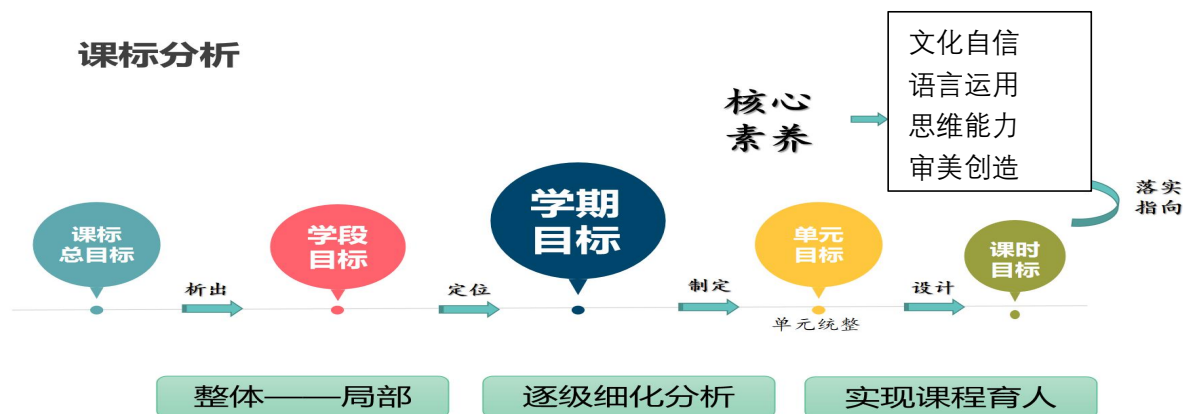 课标分析
核心
素养
文化自信
语言运用
思维能力
审美创造
落实
指向
课标
总目标
析出
学段
目标
定位
学期
目标
制定
单元
目标
单元统整
设计
课时
目标
整体——局部
逐级细化分析
实现课程育人